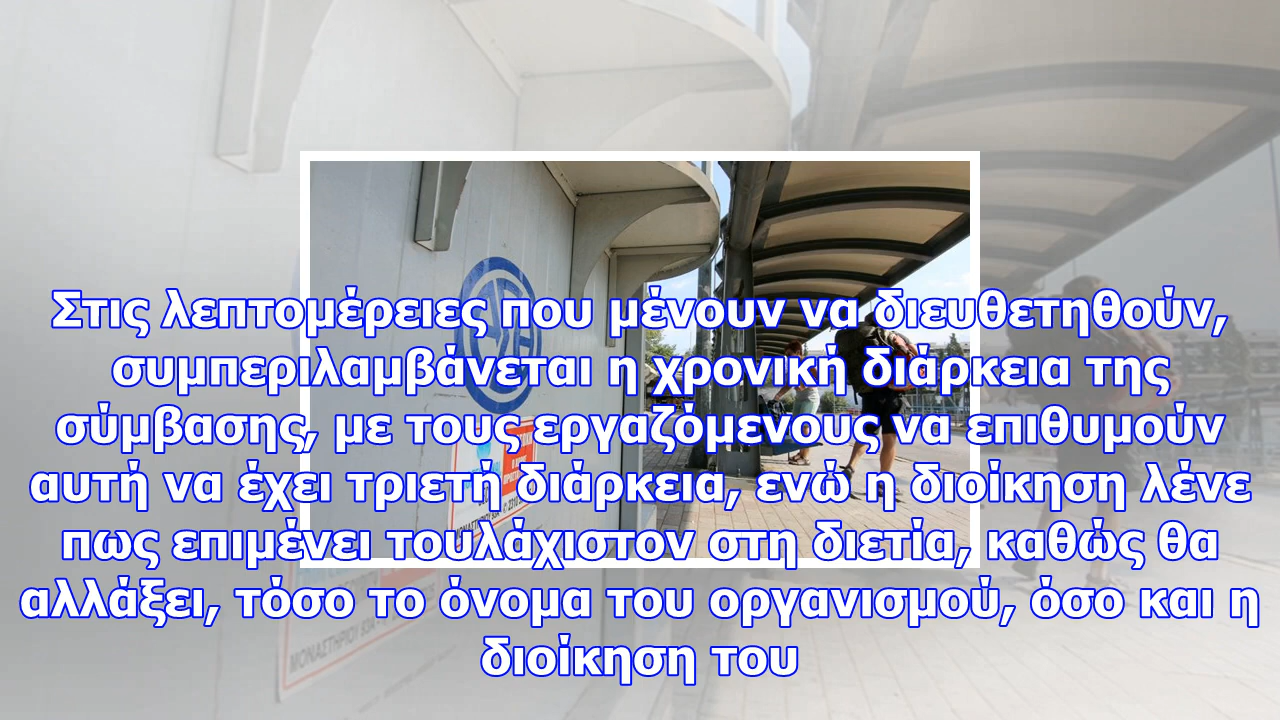 Στις λεπτομέρειες που μένουν να διευθετηθούν,
συμπεριλαμβάνεται η χρονική διάρκεια της
σύμβασης, με τους εργαζόμενους να επιθυμούν
αυτή να έχει τριετή διάρκεια, ενώ η διοίκηση λένε
πως επιμένει τουλάχιστον στη διετία, καθώς θα
αλλάξει, τόσο το όνομα του οργανισμού, όσο και η
διοίκηση του
ΜΟΝΑΣΤΗΡΙΟΥ 83Α